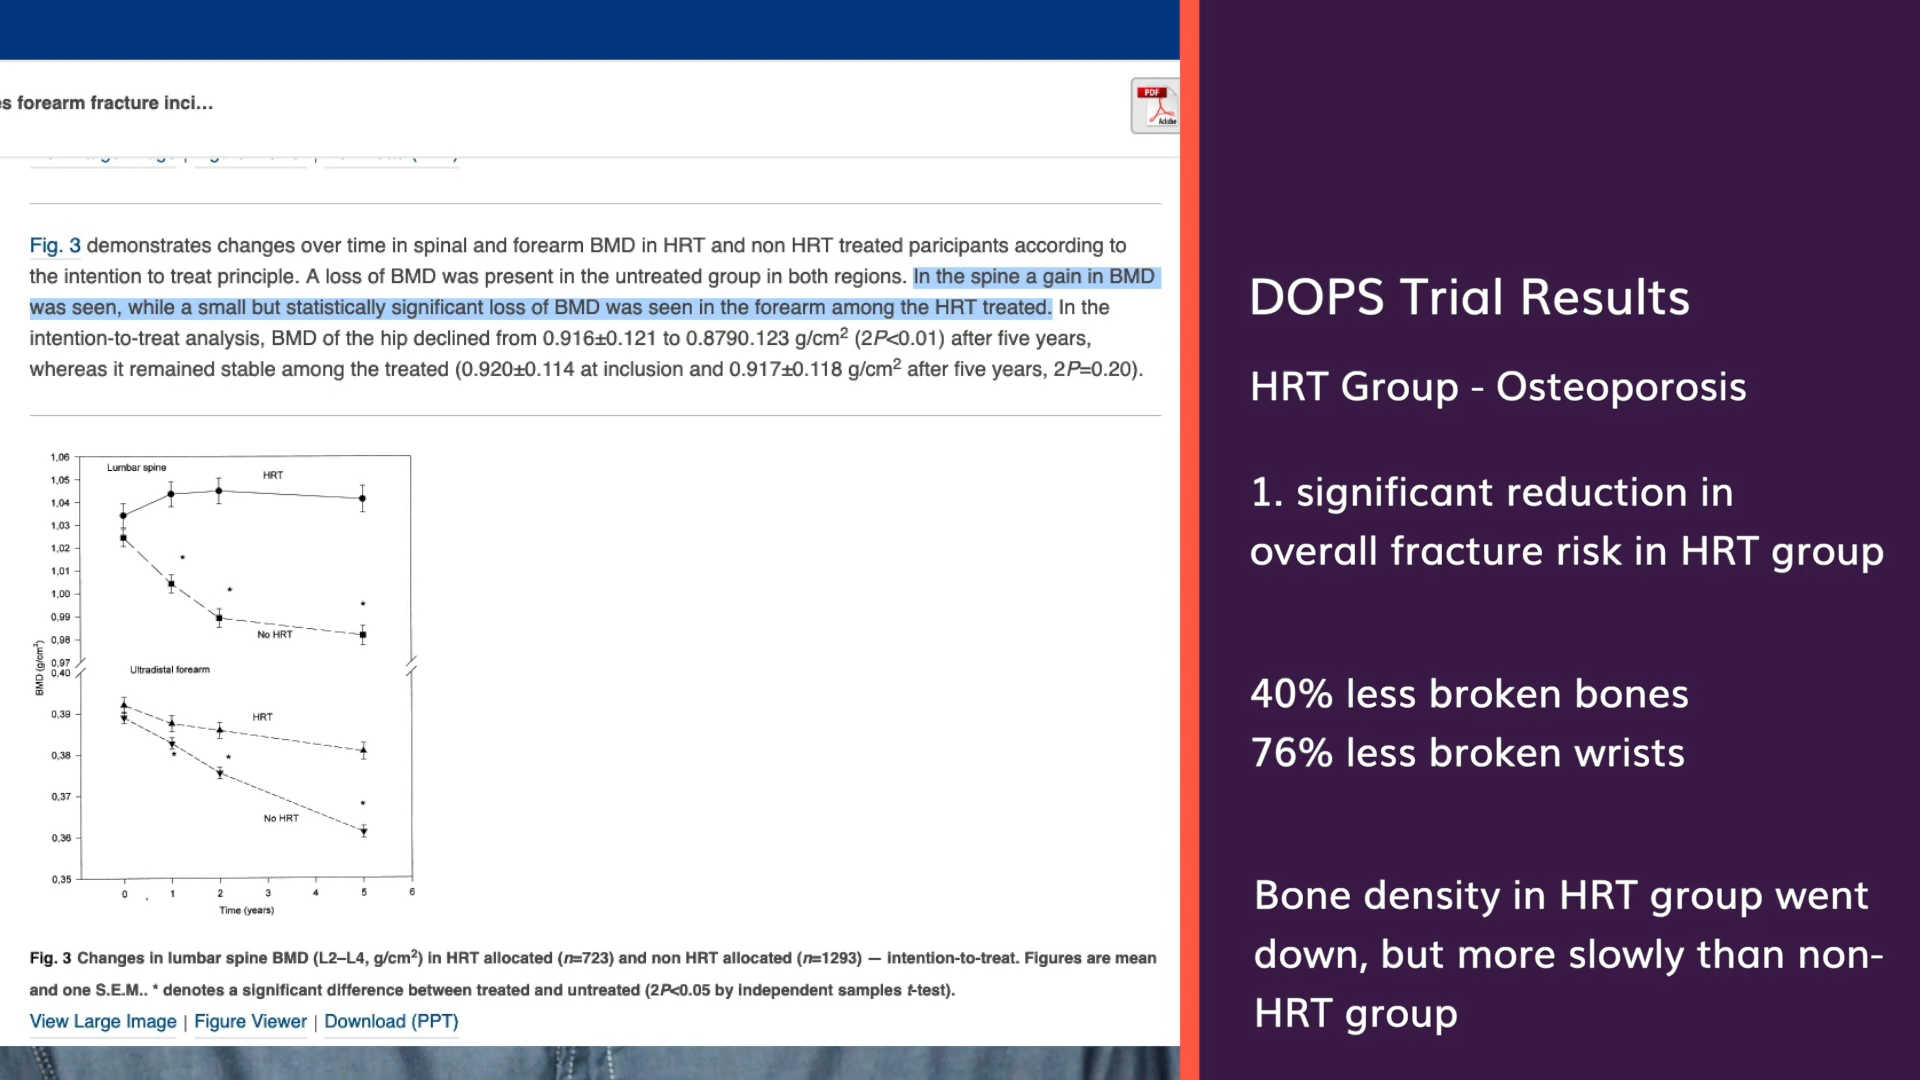 es forearm fracture inci...
PDF
Adobe
Fig. 3 demonstrates changes over time in spinal and forearm BMD in HRT and non HRT treated paricipants according to
the intention to treat principle. A loss of BMD was present in the untreated group in both regions. In the spine a gain in BMD
was seen, while a small but statistically significant loss of BMD was seen in the forearm among the HRT treated. In the
intention-to-treat analysis, BMD of the hip declined from 0.916±0.121 to 0.8790.123 g/cm² (2P<0.01) after five years,
whereas it remained stable among the treated (0.920±0.114 at inclusion and 0.917±0.118 g/cm² after five years, 2P=0.20).
1,06
Lumbar spine
HRT
1,05
1,04
1,03
1,02
*
1,01
*
1,00
*
0,99
No HRT
0,98
0,97
BMD (g/cm²)
Ultradistal forearm
0,40
HRT
0,39
*
*
0,38
0,37
*
No HRT
0,36
0,35
0 1 2 3 4 5 6
Time (years)
Fig. 3 Changes in lumbar spine BMD (L2–L4, g/cm²) in HRT allocated (n=723) and non HRT allocated (n=1293) — intention-to-treat. Figures are mean
and one S.E.M.. * denotes a significant difference between treated and untreated (2P<0.05 by independent samples t-test).
View Large Image | Figure Viewer | Download (PPT)
DOPS Trial Results
HRT Group - Osteoporosis
1. significant reduction in
overall fracture risk in HRT group
40% less broken bones
76% less broken wrists
Bone density in HRT group went
down, but more slowly than non-
HRT group